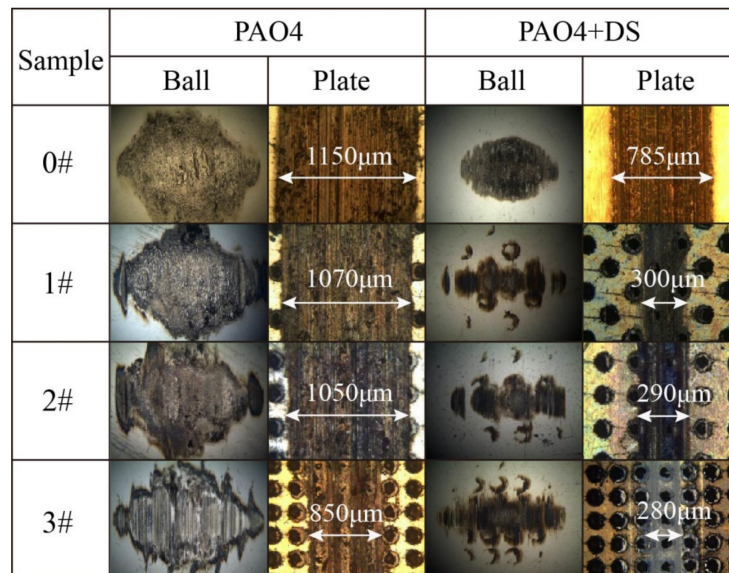 Sample PAO4 PAO4+DS
Ball Plate Ball Plate
0# 1150μm 785μm
1# 1070μm 300μm
2# 1050μm 290μm
3# 850μm 280μm